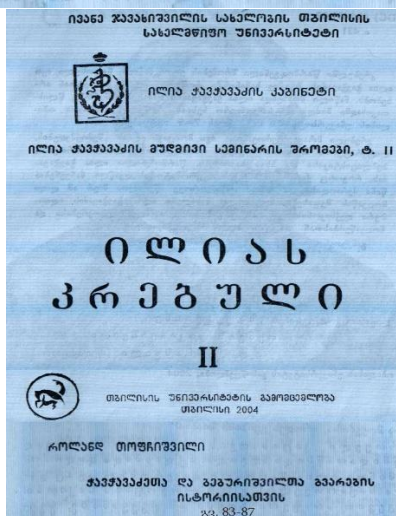 ივანე ჯავახიშვილის სახელობის თბილისის
სახელმწიფო უნივერსიტეტი
ილია ჭავჭავაძის კაბინეტი
ილია ჭავჭავაძის მუდმივი სემინარის შრომები, ტ. II
ილიას
კრებული
II
თბილისის უნივერსიტეტის გამომცემლობა
თბილისი 2004
როლანდ თოფჩიშვილი
ჭავჭავაძეთა და ბებურიშვილთა გვარების
ისტორიისათვის
გვ. 83-87